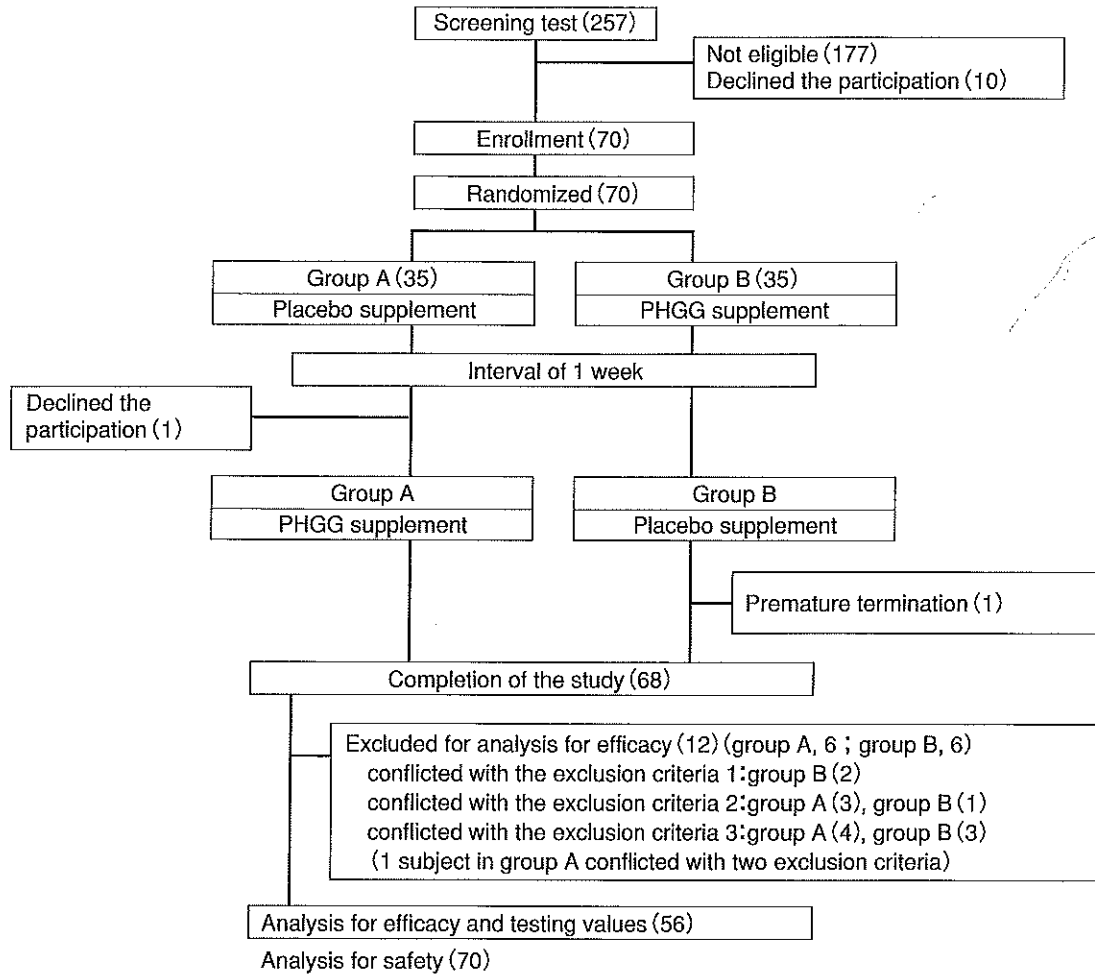 Screening test (257)
Not eligible (177)
Declined the participation (10)
Enrollment (70)
Randomized (70)
Group A (35)
Placebo supplement
Group B (35)
PHGG supplement
Interval of 1 week
Declined the
participation (1)
Group A
PHGG supplement
Group B
Placebo supplement
Premature termination (1)
Completion of the study (68)
Excluded for analysis for efficacy (12) (group A, 6 ; group B, 6)
conflicted with the exclusion criteria 1:group B (2)
conflicted with the exclusion criteria 2:group A (3), group B (1)
conflicted with the exclusion criteria 3:group A (4), group B (3)
(1 subject in group A conflicted with two exclusion criteria)
Analysis for efficacy and testing values (56)
Analysis for safety (70)